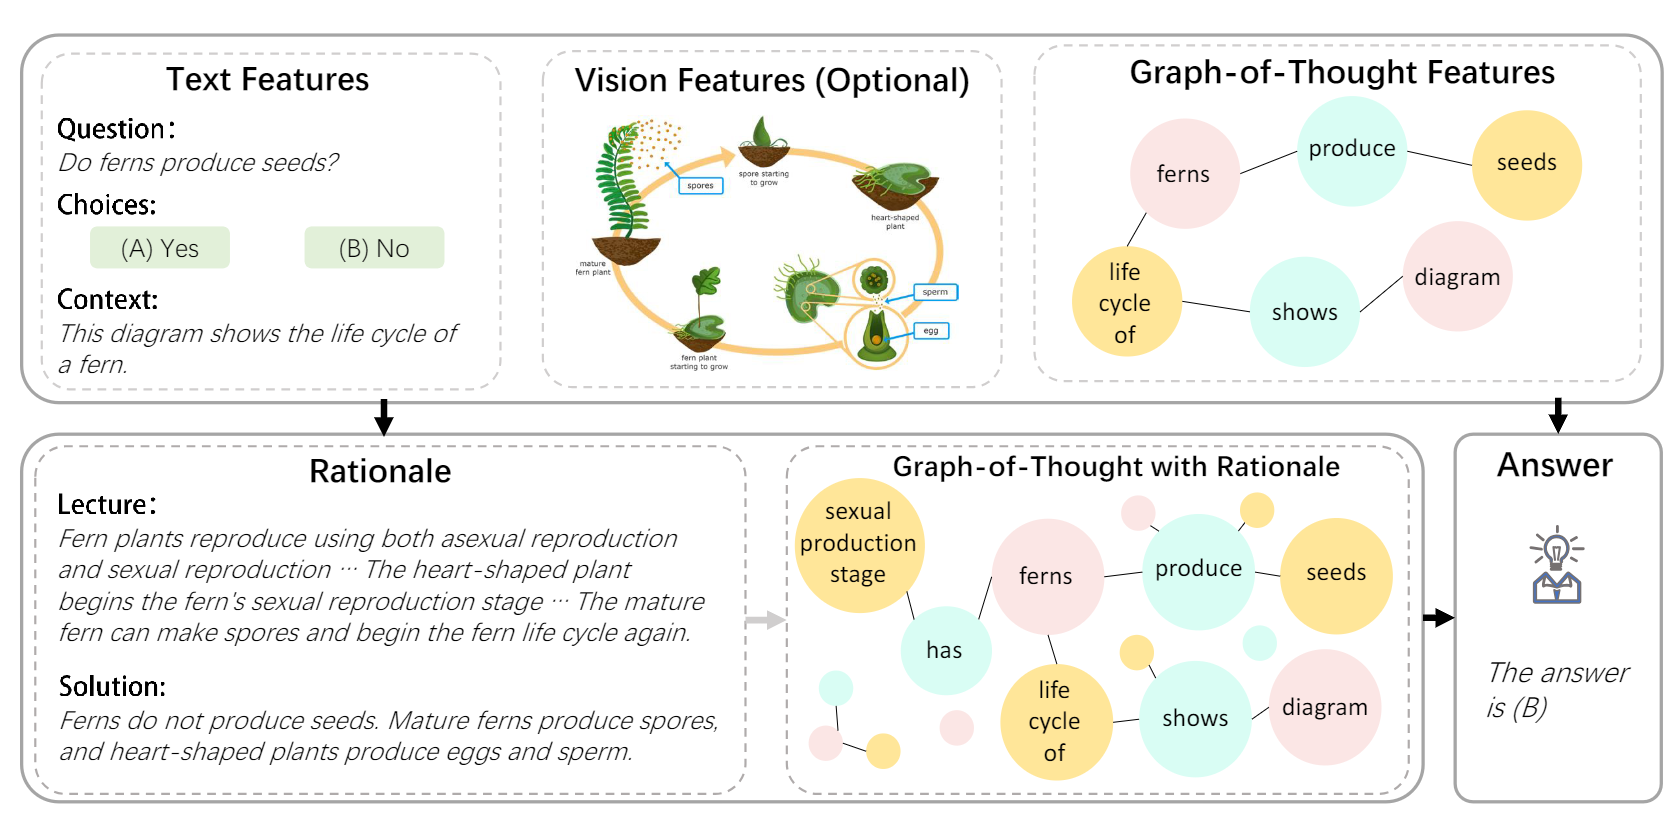 Text Features
Question:
Do ferns produce seeds?
Choices:
(A) Yes
(B) No
Context:
This diagram shows the life cycle of
a fern.
Vision Features (Optional)
spores
spore starting
to grow
heart-shaped
plant
mature
fern plant
sperm
egg
fern plant
starting to grow
Graph-of-Thought Features
ferns
produce
seeds
life
cycle
of
shows
diagram
Rationale
Lecture:
Fern plants reproduce using both asexual reproduction
and sexual reproduction ··· The heart-shaped plant
begins the fern's sexual reproduction stage ··· The mature
fern can make spores and begin the fern life cycle again.
Solution:
Ferns do not produce seeds. Mature ferns produce spores,
and heart-shaped plants produce eggs and sperm.
Graph-of-Thought with Rationale
sexual
production
stage
has
ferns
produce
seeds
life
cycle
of
shows
diagram
Answer
The answer
is (B)